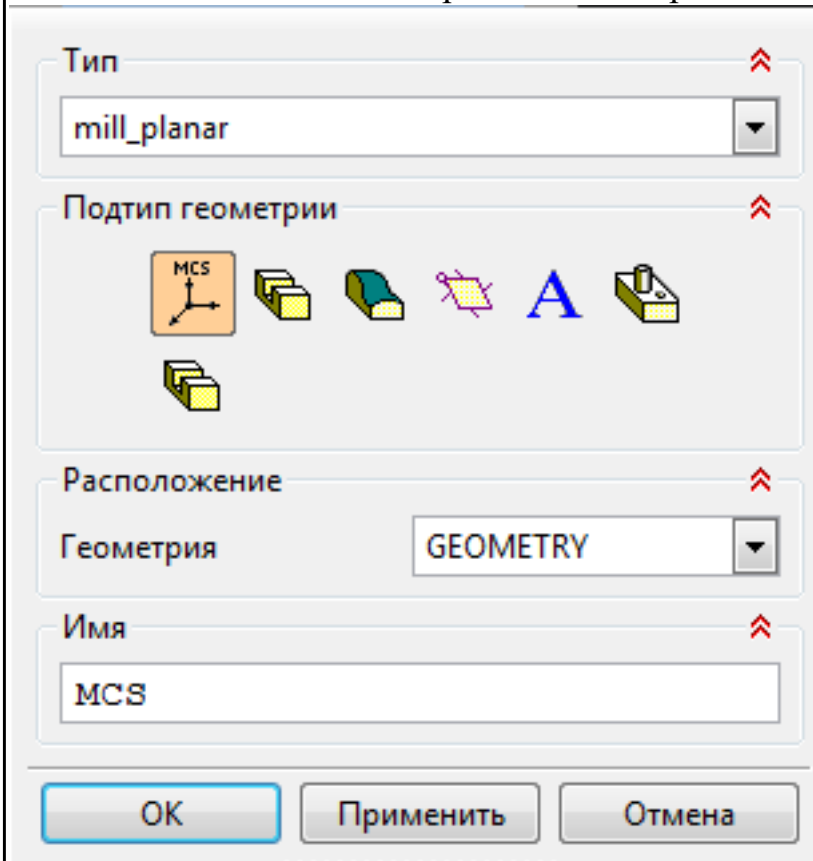 Тип
mill_planar
Подтип геометрии
MCS
A
Расположение
Геометрия GEOMETRY
Имя
MCS
OK Применить Отмена